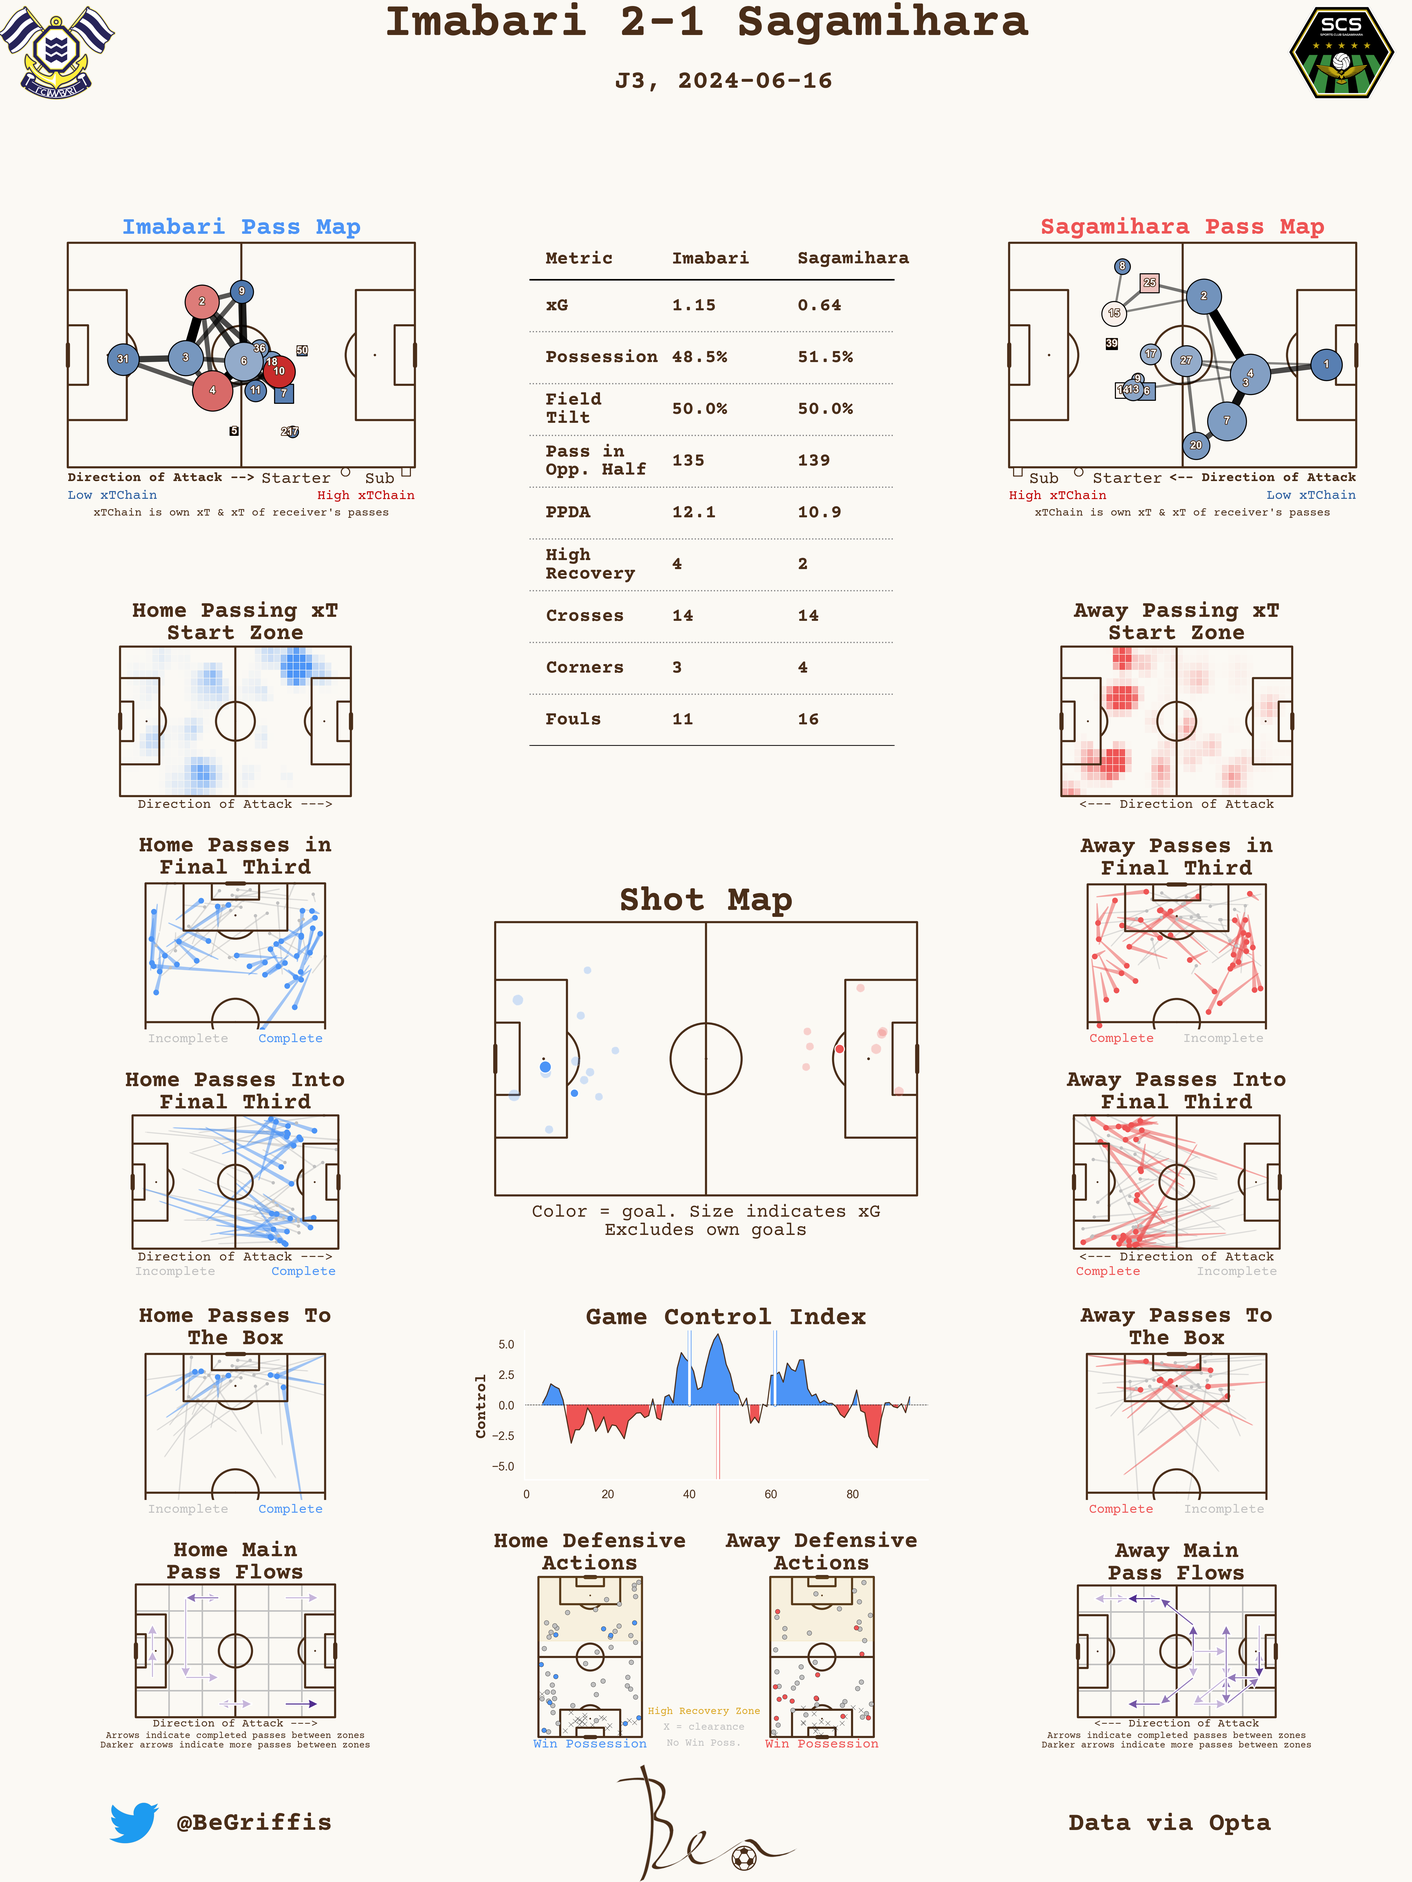 Imabari 2-1 Sagamihara
J3, 2024-06-16
FC IMABARI
SCS
SPORTS CLUB SAGAMIHARA
Imabari Pass Map
2
9
31
3
36
6
18
10
50
4
11
7
5
Direction of Attack --> Starter Sub
Low xTChain High xTChain
xTChain is own xT & xT of receiver's passes
Metric Imabari Sagamihara
xG 1.15 0.64
Possession 48.5% 51.5%
Field
Tilt 50.0% 50.0%
Pass in
Opp. Half 135 139
PPDA 12.1 10.9
High
Recovery 4 2
Crosses 14 14
Corners 3 4
Fouls 11 16
Sagamihara Pass Map
8
25
2
15
39
17
27
4
3
1
9
13
6
7
20
Sub Starter <-- Direction of Attack
High xTChain Low xTChain
xTChain is own xT & xT of receiver's passes
Home Passing xT
Start Zone
Direction of Attack --->
Away Passing xT
Start Zone
<--- Direction of Attack
Home Passes in
Final Third
Incomplete Complete
Away Passes in
Final Third
Complete Incomplete
Shot Map
Color = goal. Size indicates xG
Excludes own goals
Home Passes Into
Final Third
Direction of Attack --->
Incomplete Complete
Away Passes Into
Final Third
<--- Direction of Attack
Complete Incomplete
Home Passes To
The Box
Incomplete Complete
Game Control Index
Control
5.0
2.5
0.0
−2.5
−5.0
0 20 40 60 80
Away Passes To
The Box
Complete Incomplete
Home Main
Pass Flows
Direction of Attack --->
Arrows indicate completed passes between zones
Darker arrows indicate more passes between zones
Home Defensive
Actions
Win Possession
Away Defensive
Actions
Win Possession
High Recovery Zone
X = clearance
No Win Poss.
Away Main
Pass Flows
<--- Direction of Attack
Arrows indicate completed passes between zones
Darker arrows indicate more passes between zones
@BeGriffis
Ben
Data via Opta